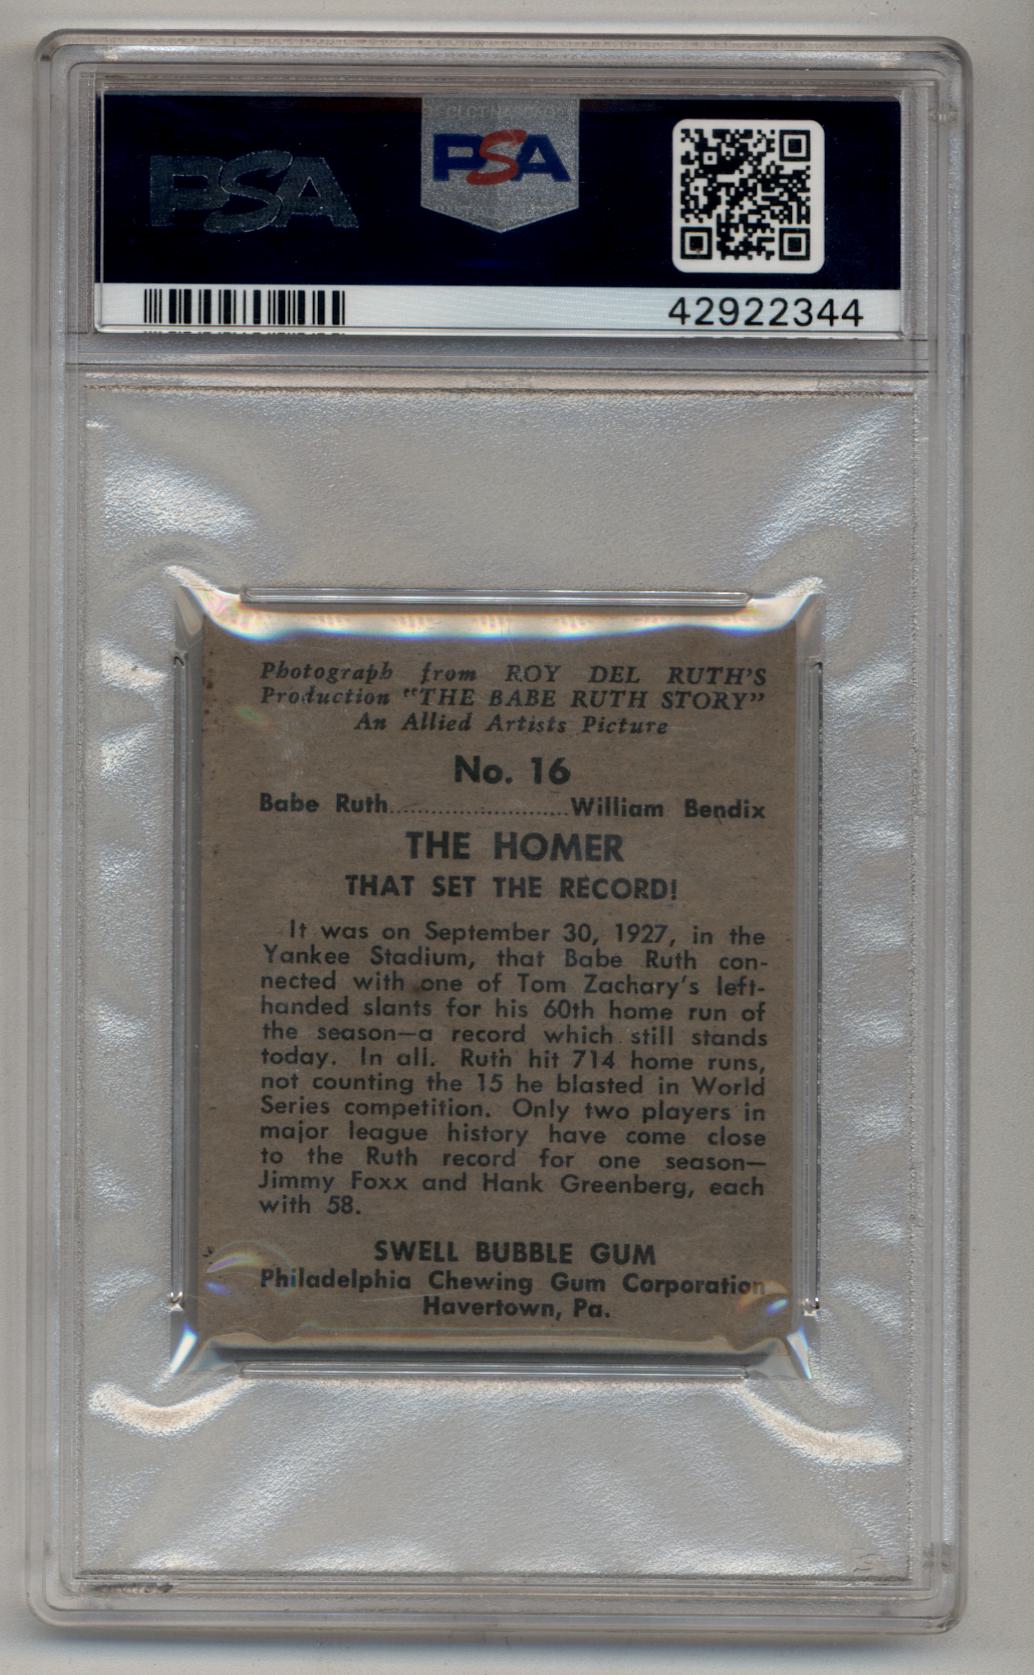 PSA
PSA
42922344
Photograph from ROY DEL RUTH'S
Production "THE BABE RUTH STORY"
An Allied Artists Picture
No. 16
Babe Ruth..........................William Bendix
THE HOMER
THAT SET THE RECORD!
It was on September 30, 1927, in the
Yankee Stadium, that Babe Ruth con-
nected with one of Tom Zachary's left-
handed slants for his 60th home run of
the season—a record which still stands
today. In all. Ruth hit 714 home runs,
not counting the 15 he blasted in World
Series competition. Only two players in
major league history have come close
to the Ruth record for one season—
Jimmy Foxx and Hank Greenberg, each
with 58.
SWELL BUBBLE GUM
Philadelphia Chewing Gum Corporation
Havertown, Pa.